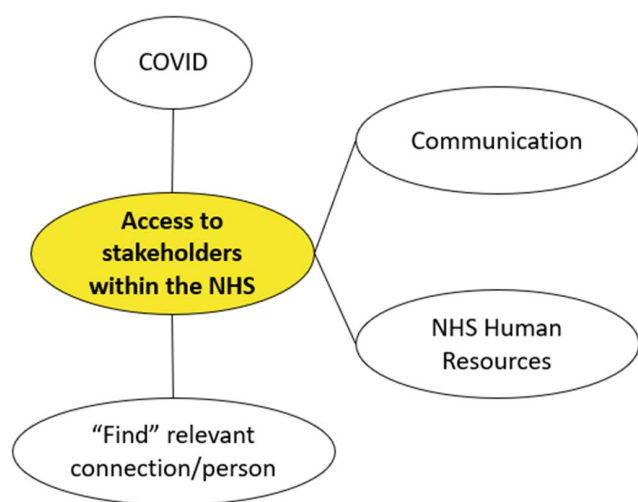 COVID
Communication
Access to
stakeholders
within the NHS
NHS Human
Resources
“Find” relevant
connection/person